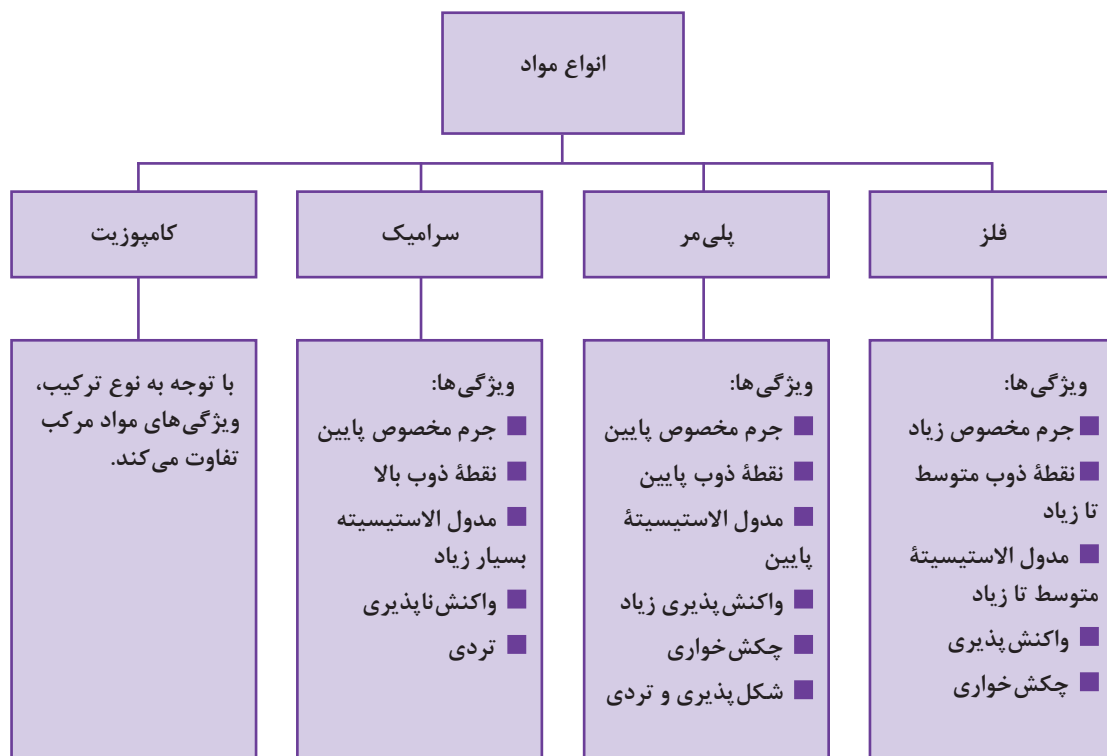 انواع مواد
فلز
پلی‌مر
سرامیک
کامپوزیت
ویژگی‌ها:
■ جرم مخصوص زیاد
■ نقطهٔ ذوب متوسط
تا زیاد
■ مدول الاستیسیتهٔ
متوسط تا زیاد
■ واکنش‌پذیری
■ چکش‌خواری
ویژگی‌ها:
■ جرم مخصوص پایین
■ نقطهٔ ذوب پایین
■ مدول الاستیسیتهٔ
پایین
■ واکنش‌پذیری زیاد
■ چکش‌خواری
■ شکل‌پذیری و تردی
ویژگی‌ها:
■ جرم مخصوص پایین
■ نقطهٔ ذوب بالا
■ مدول الاستیسیته
بسیار زیاد
■ واکنش‌ناپذیری
■ تردی
با توجه به نوع ترکیب،
ویژگی‌های مواد مرکب
تفاوت می‌کند.